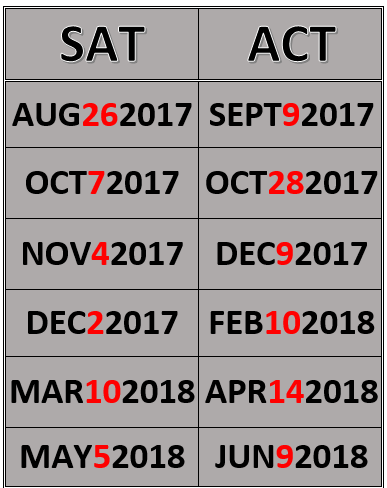 SAT ACT
AUG262017 SEPT92017
OCT72017 OCT282017
NOV42017 DEC92017
DEC22017 FEB102018
MAR102018 APR142018
MAY52018 JUN92018